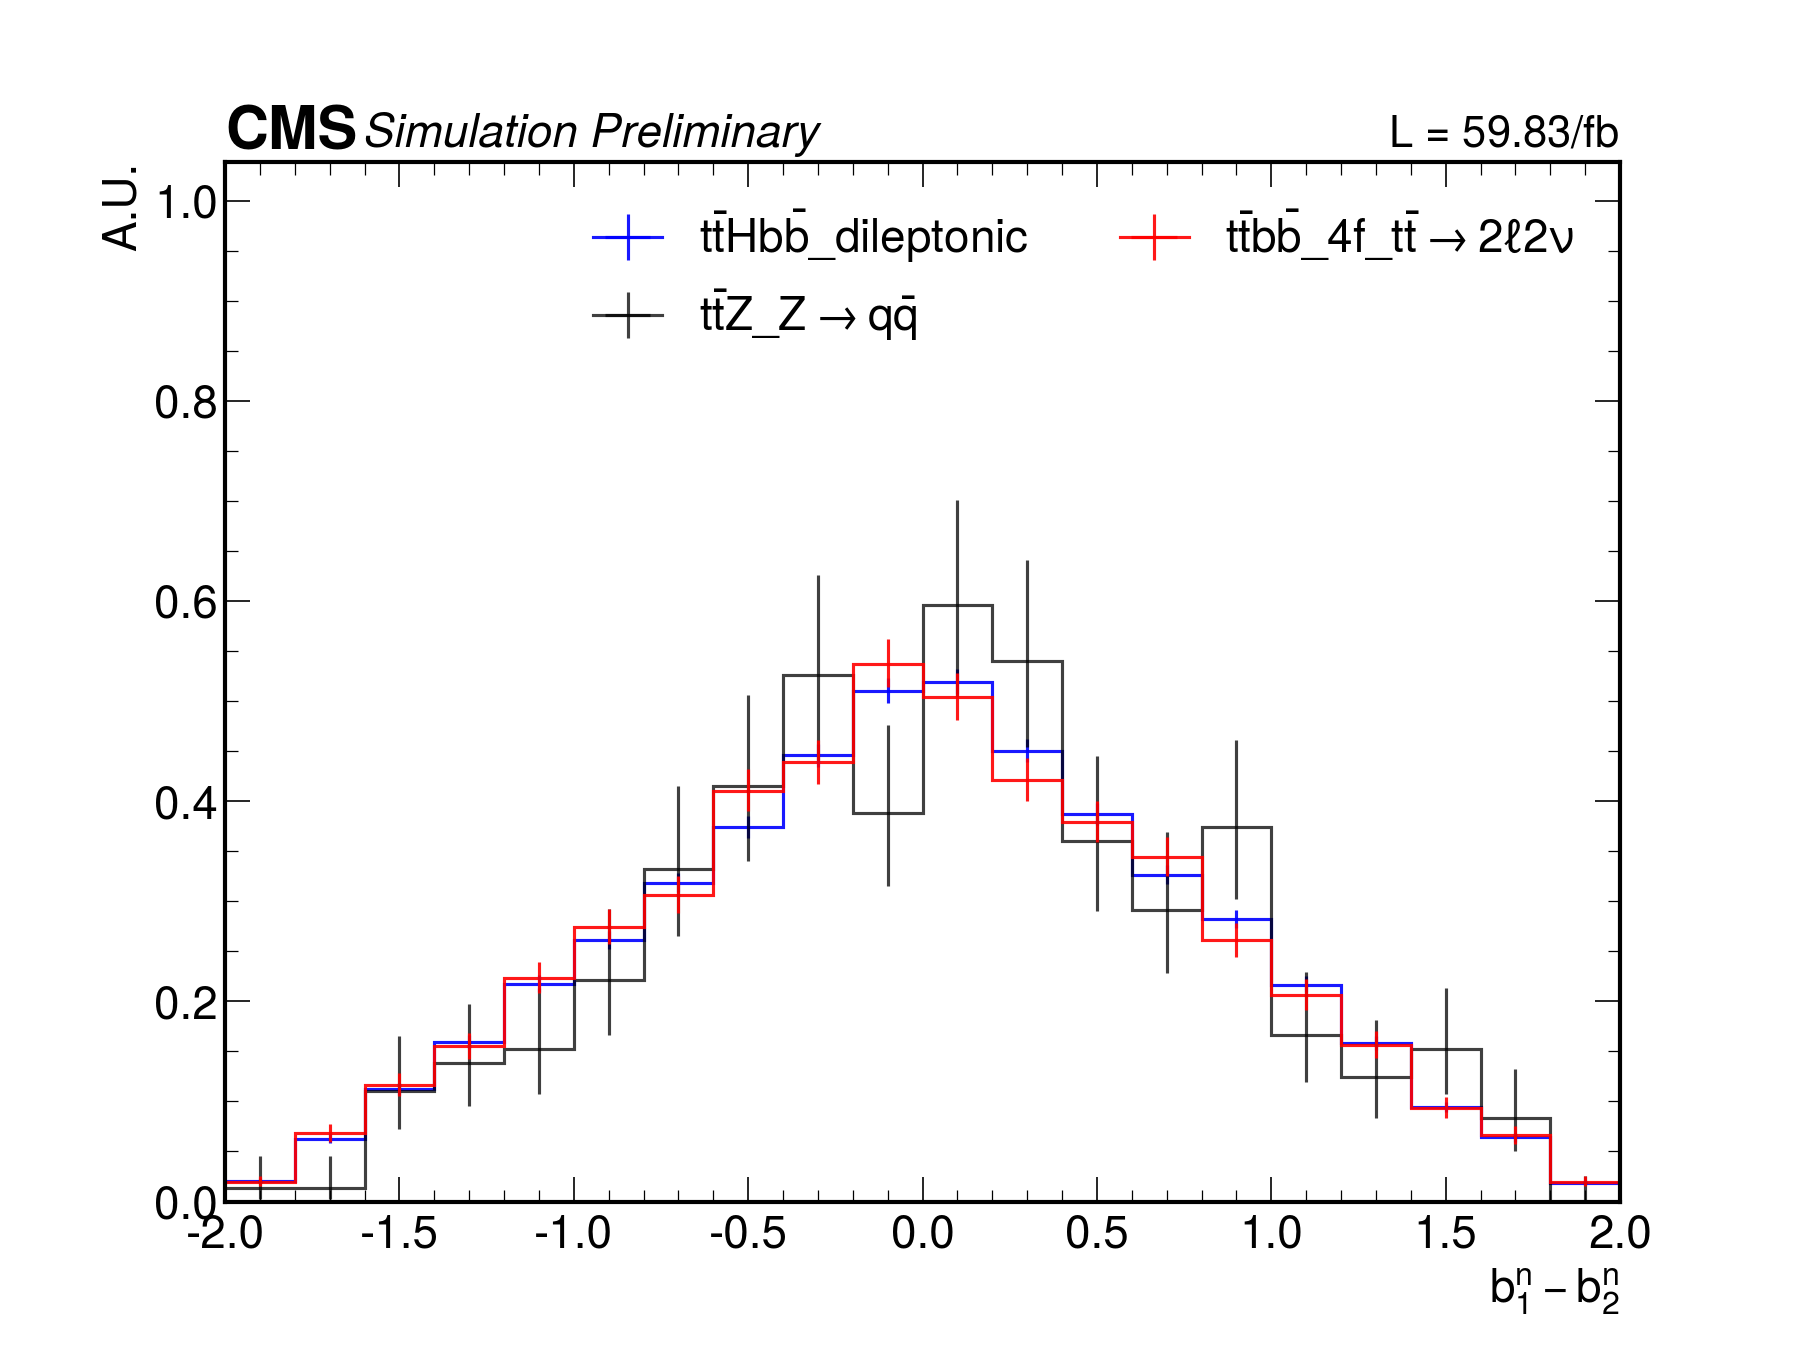 CMS Simulation Preliminary L = 59.83/fb
A.U.
1.0
0.8
0.6
0.4
0.2
0.0
tt̄Hbb̄_dileptonic tt̄bb̄_4f_tt̄ → 2ℓ2ν
tt̄Z_Z → qq̄
-2.0 -1.5 -1.0 -0.5 0.0 0.5 1.0 1.5 2.0
b₁ⁿ − b₂ⁿ